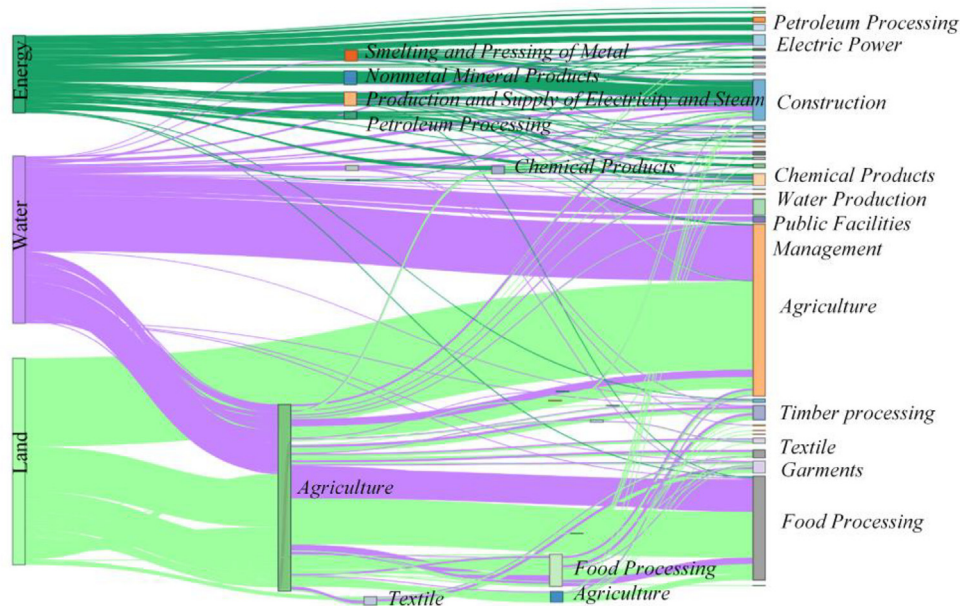 Energy
Water
Land
Smelting and Pressing of Metal
Nonmetal Mineral Products
Production and Supply of Electricity and Steam
Petroleum Processing
Chemical Products
Agriculture
Food Processing
Agriculture
Textile
Petroleum Processing
Electric Power
Construction
Chemical Products
Water Production
Public Facilities
Management
Agriculture
Timber processing
Textile
Garments
Food Processing